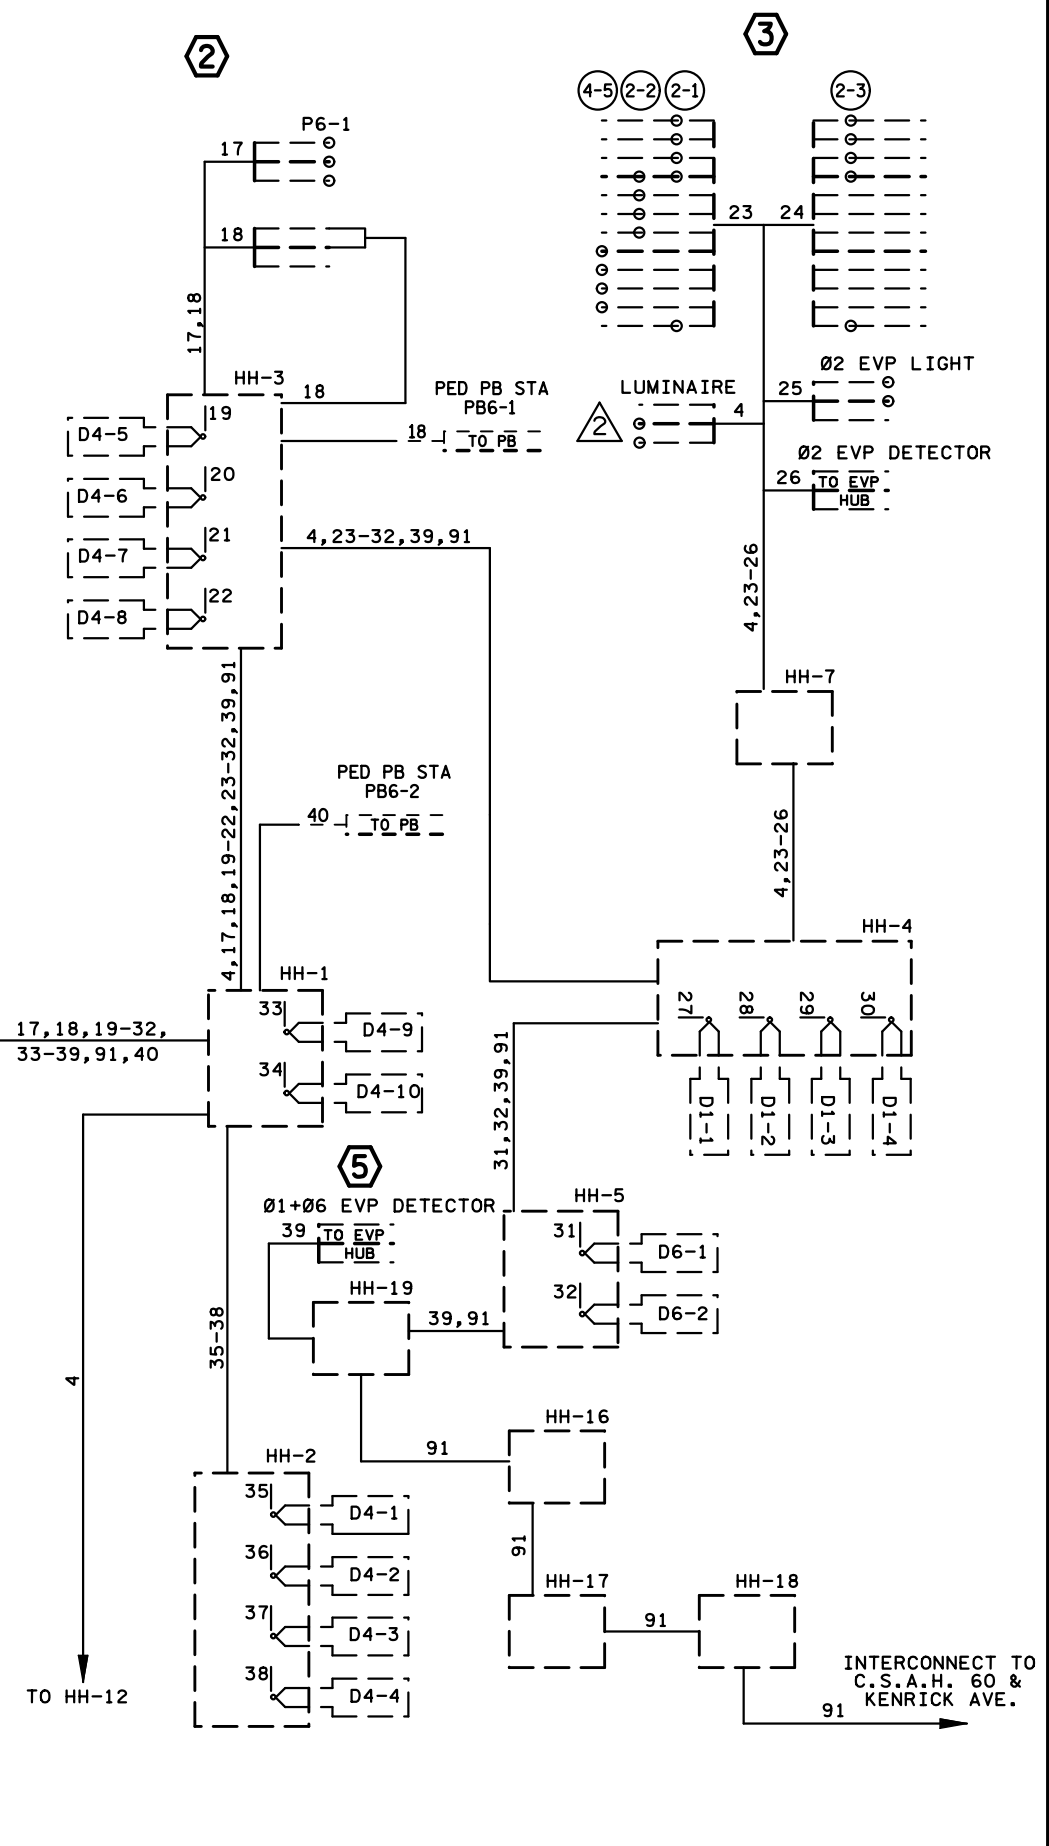 2
3
4-5 2-2 2-1
2-3
P6-1
17
18
17,18
23 24
HH-3
18
PED PB STA
PB6-1
18 TO PB
LUMINAIRE
2
4
Ø2 EVP LIGHT
25
Ø2 EVP DETECTOR
26 TO EVP
HUB
D4-5 19
D4-6 20
D4-7 21
D4-8 22
4,23-32,39,91
4,23-26
HH-7
4,17,18,19-22,23-32,39,91
PED PB STA
PB6-2
40 TO PB
4,23-26
HH-4
27 28 29 30
D1-1 D1-2 D1-3 D1-4
HH-1
33 D4-9
34 D4-10
17,18,19-32,
33-39,91,40
31,32,39,91
5
Ø1+Ø6 EVP DETECTOR
39 TO EVP
HUB
HH-5
31 D6-1
32 D6-2
HH-19
39,91
35-38
4
HH-16
91
HH-2
35 D4-1
36 D4-2
37 D4-3
38 D4-4
91
HH-17
91
HH-18
TO HH-12
INTERCONNECT TO
C.S.A.H. 60 &
KENRICK AVE.
91